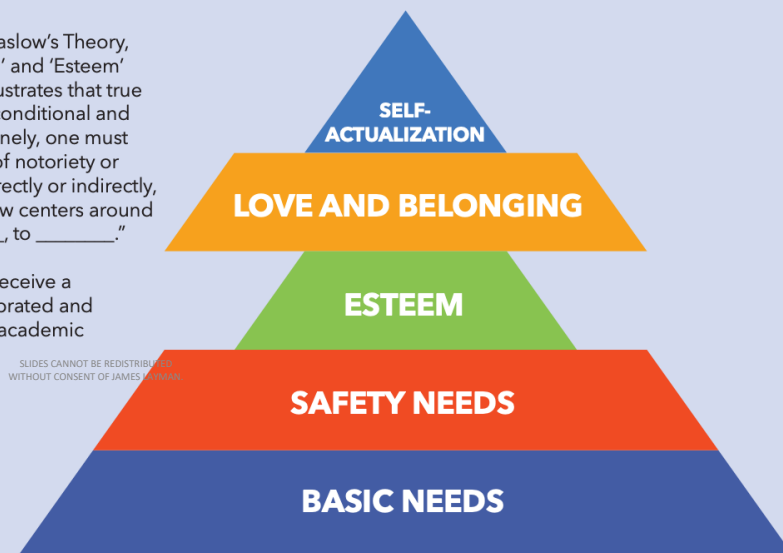 aslow's Theory,
' and 'Esteem'
ustrates that true
conditional and
nely, one must
of notoriety or
rectly or indirectly,
w centers around
_, to ________."
eceive a
orated and
academic
SLIDES CANNOT BE REDISTRIBUTED
WITHOUT CONSENT OF JAMES
SELF-
ACTUALIZATION
LOVE AND BELONGING
ESTEEM
SAFETY NEEDS
BASIC NEEDS